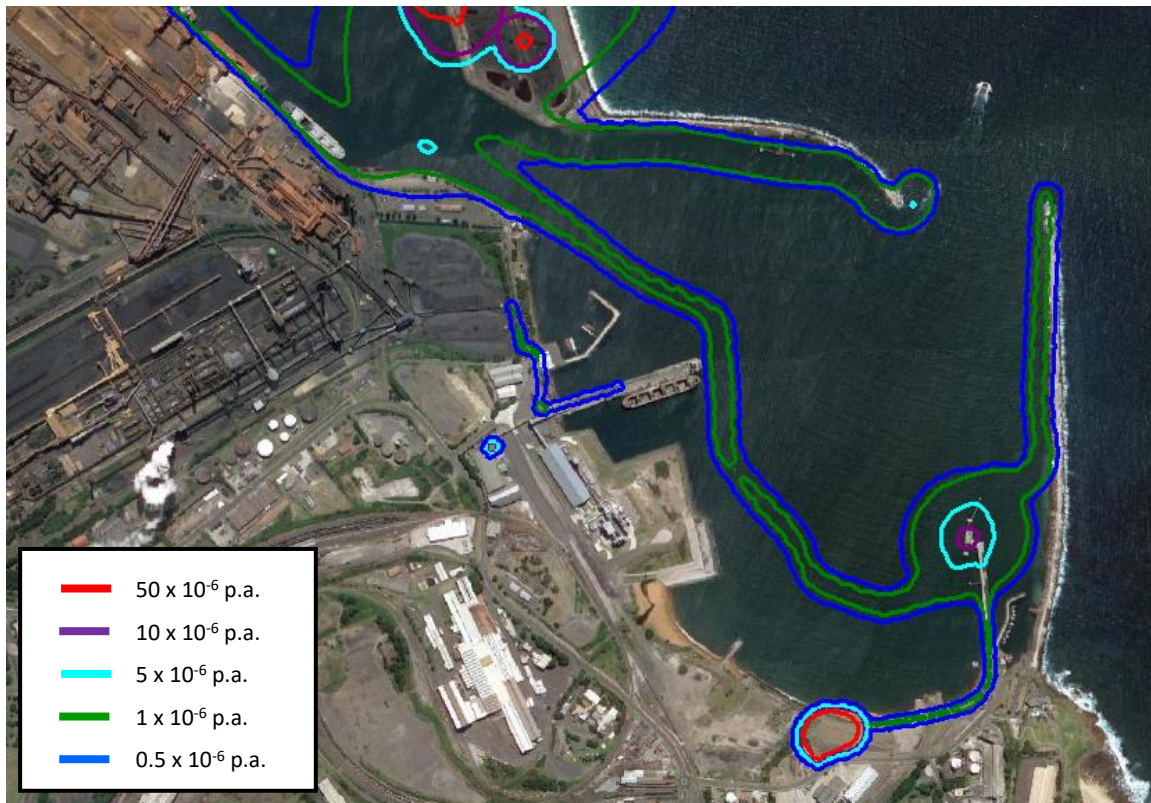 50 x 10⁻⁶ p.a.
10 x 10⁻⁶ p.a.
5 x 10⁻⁶ p.a.
1 x 10⁻⁶ p.a.
0.5 x 10⁻⁶ p.a.